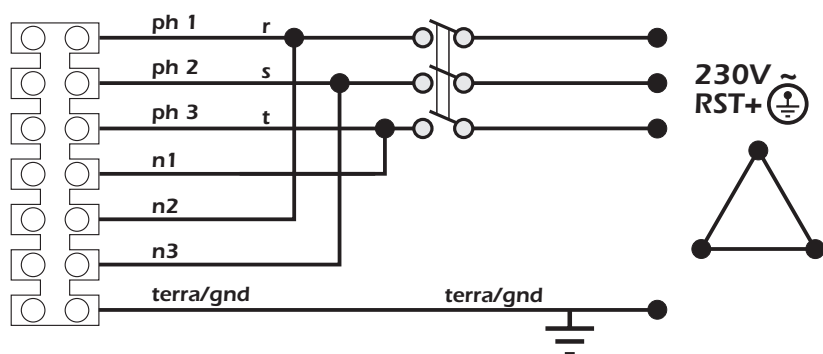 ph 1 r
ph 2 s
ph 3 t
n1
n2
n3
terra/gnd terra/gnd
230V ~
RST+